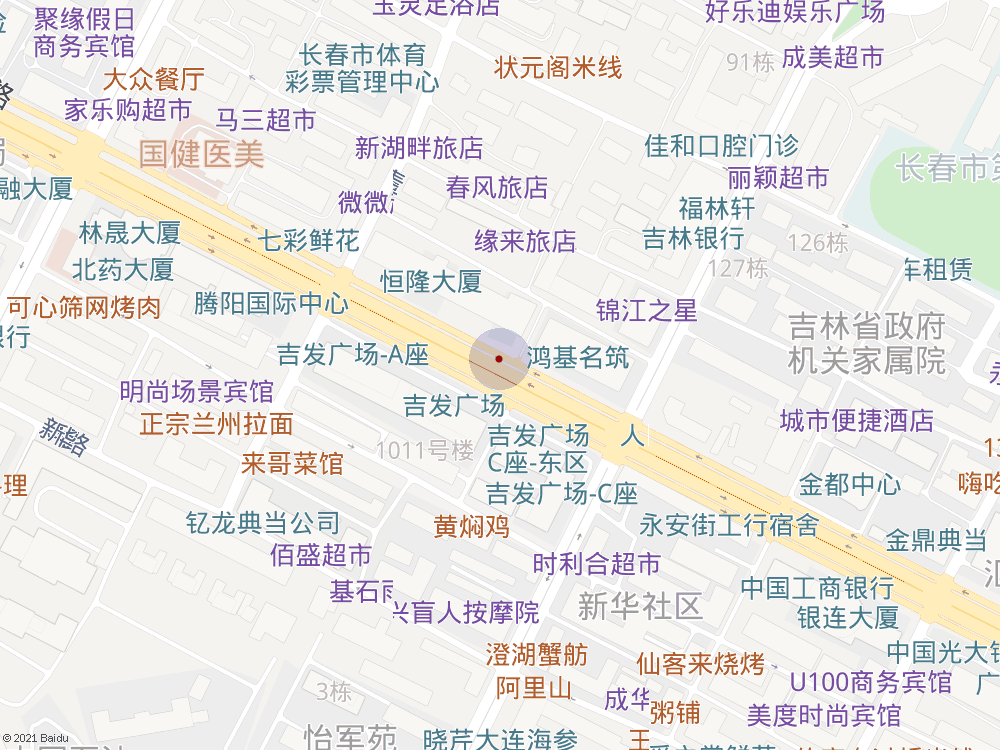 玉灵足浴店
好乐迪娱乐广场
聚缘假日
商务宾馆
长春市体育
彩票管理中心
状元阁米线
91栋
成美超市
大众餐厅
家乐购超市
马三超市
国健医美
新湖畔旅店
佳和口腔门诊
长春市第
丽颖超市
融大厦
微微
春风旅店
福林轩
吉林银行
126栋
127栋
林晟大厦
北药大厦
七彩鲜花
缘来旅店
车租赁
恒隆大厦
可心筛网烤肉
腾阳国际中心
锦江之星
吉林省政府
机关家属院
银行
吉发广场-A座
鸿基名筑
明尚场景宾馆
正宗兰州拉面
吉发广场
城市便捷酒店
吉发广场
C座-东区
人
1011号楼
来哥菜馆
吉发广场-C座
金都中心
钇龙典当公司
黄焖鸡
永安街工行宿舍
金鼎典当
佰盛超市
时利合超市
基石
兴盲人按摩院
新华社区
中国工商银行
银连大厦
澄湖蟹舫
阿里山
仙客来烧烤
中国光大银
U100商务宾馆
3栋
成华
粥铺
美度时尚宾馆
怡军苑
晓芹大连海参
© 2021 Baidu